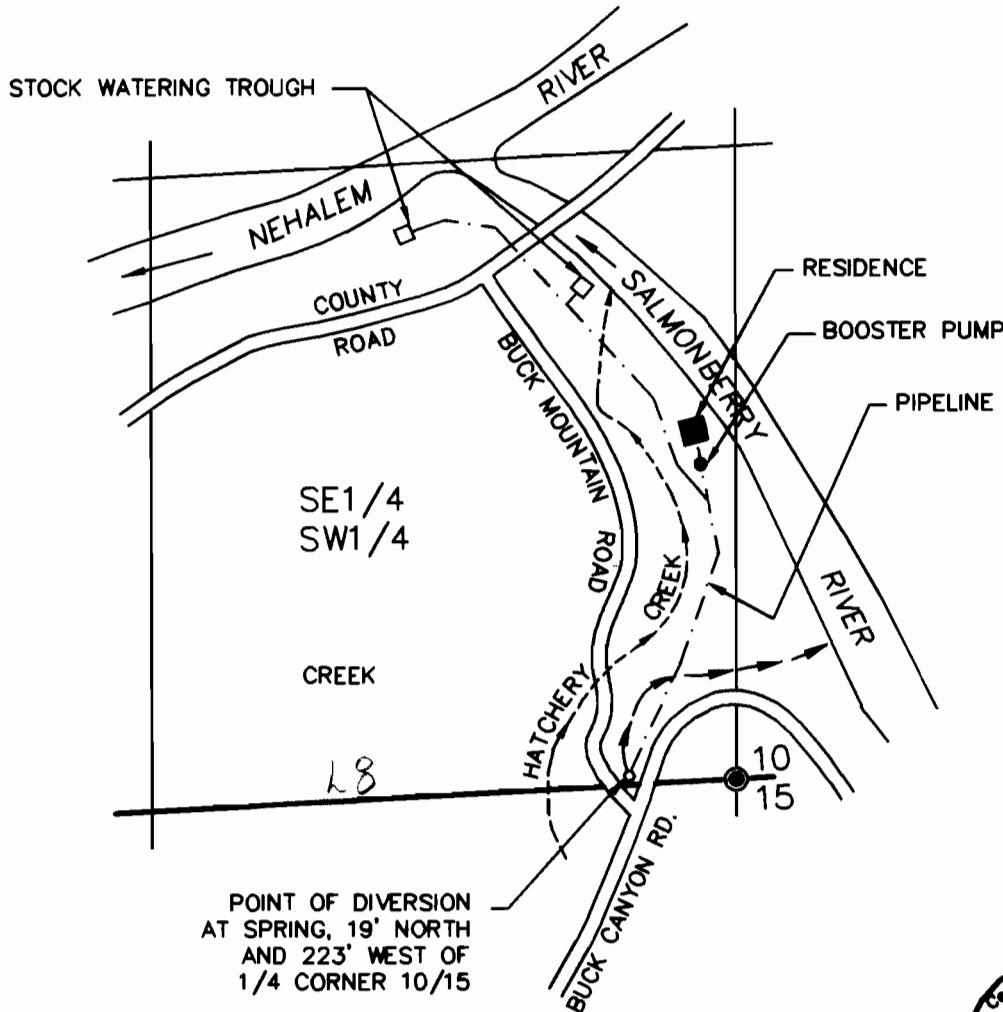 RIVER
STOCK WATERING TROUGH
NEHALEM
SALMONBERRY
RESIDENCE
COUNTY
ROAD
BOOSTER PUMP
BUCK MOUNTAIN ROAD
PIPELINE
SE1/4
SW1/4
CREEK
RIVER
CREEK
HATCHERY
L8
10
15
BUCK CANYON RD.
POINT OF DIVERSION
AT SPRING, 19' NORTH
AND 223' WEST OF
1/4 CORNER 10/15